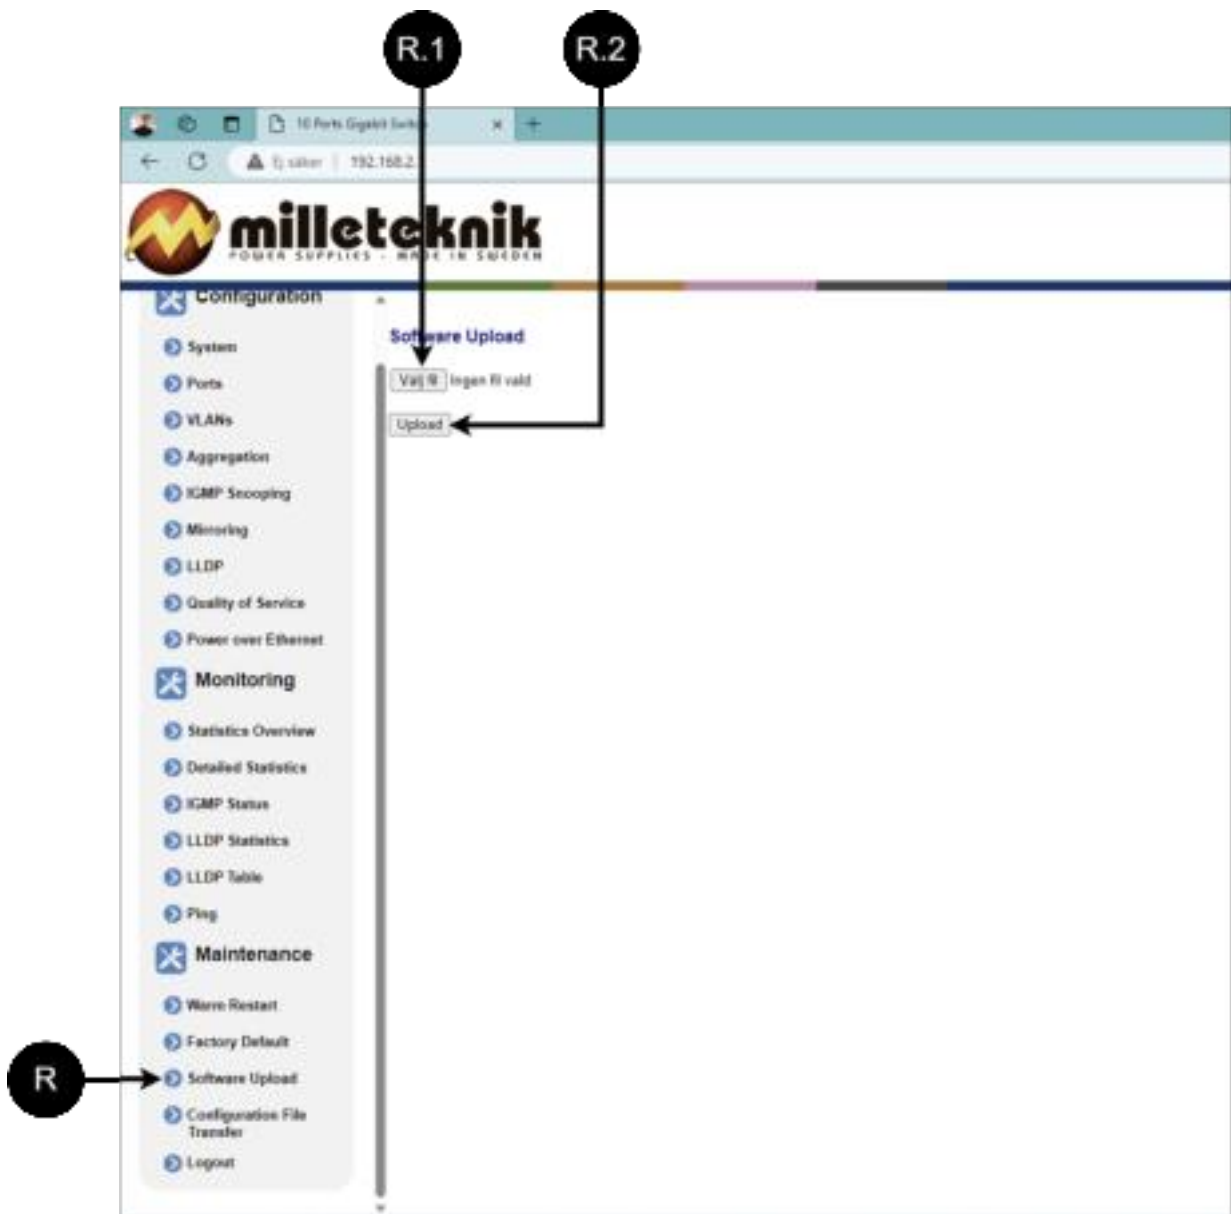 R.1
R.2
10 Ports Gigabit Switch
Ej säker
192.168.2.
milleteknik
POWER SUPPLIES - MADE IN SWEDEN
Configuration
System
Ports
VLANs
Aggregation
IGMP Snooping
Mirroring
LLDP
Quality of Service
Power over Ethernet
Monitoring
Statistics Overview
Detailed Statistics
IGMP Status
LLDP Statistics
LLDP Table
Ping
Maintenance
Warm Restart
Factory Default
Software Upload
Configuration File
Transfer
Logout
R
Software Upload
Välj fil Ingen fil vald
Upload